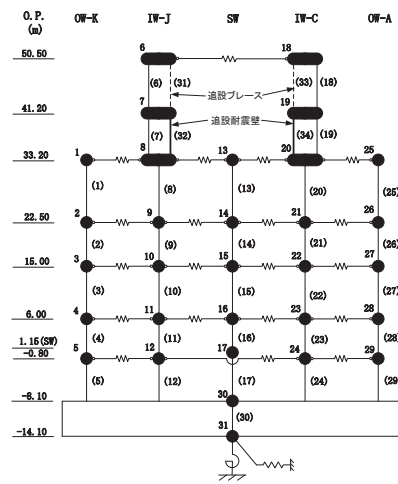 O.P. OW-K IW-J SW IW-C OW-A
(m)
6 18
50.50
(6) (31) (33) (18)
追設ブレース
7 19
41.20
追設耐震壁
(7) (32) (34) (19)
1 8 13 20 25
33.20
(1) (8) (13) (20) (25)
2 9 14 21 26
22.50
(2) (9) (14) (21) (26)
3 10 15 22 27
15.00
(3) (10) (15) (22) (27)
4 11 16 23 28
6.00
(4) (11) (16) (23) (28)
1.15(SW)
5 12 17 24 29
-0.80
(5) (12) (17) (24) (29)
30
-8.10
(30)
31
-14.10